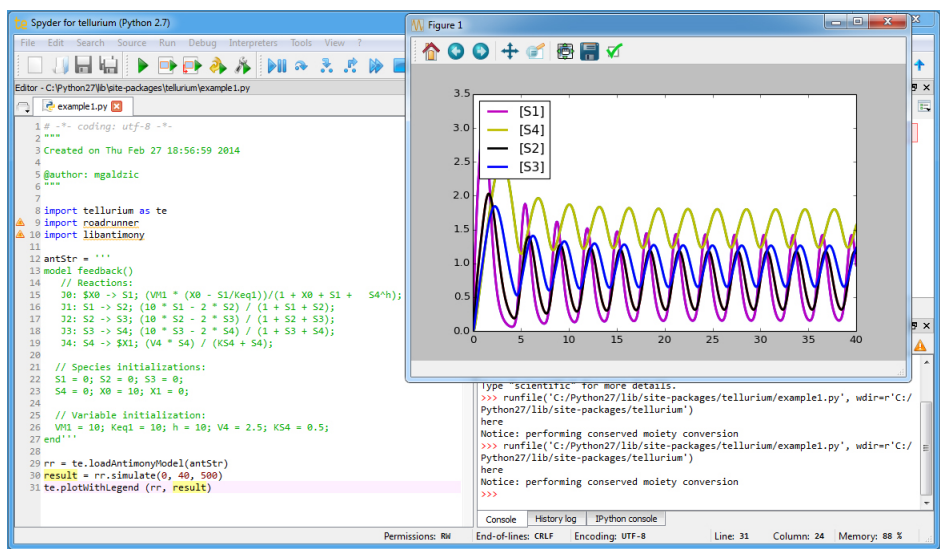 Spyder for tellurium (Python 2.7)
File Edit Search Source Run Debug Interpreters Tools View ?
Editor - C:\Python27\lib\site-packages\tellurium\example1.py
example1.py
1 # -*- coding: utf-8 -*-
2 """
3 Created on Thu Feb 27 18:56:59 2014
4
5 @author: mgaldzic
6 """
7
8 import tellurium as te
9 import roadrunner
10 import libantimony
11
12 antStr = '''
13 model feedback()
14 // Reactions:
15 J0: $X0 -> S1; (VM1 * (X0 - S1/Keq1))/(1 + X0 + S1 + S4^h);
16 J1: S1 -> S2; (10 * S1 - 2 * S2) / (1 + S1 + S2);
17 J2: S2 -> S3; (10 * S2 - 2 * S3) / (1 + S2 + S3);
18 J3: S3 -> S4; (10 * S3 - 2 * S4) / (1 + S3 + S4);
19 J4: S4 -> $X1; (V4 * S4) / (KS4 + S4);
20
21 // Species initializations:
22 S1 = 0; S2 = 0; S3 = 0;
23 S4 = 0; X0 = 10; X1 = 0;
24
25 // Variable initialization:
26 VM1 = 10; Keq1 = 10; h = 10; V4 = 2.5; KS4 = 0.5;
27 end'''
28
29 rr = te.loadAntimonyModel(antStr)
30 result = rr.simulate(0, 40, 500)
31 te.plotWithLegend (rr, result)
Figure 1
3.5
3.0
2.5
2.0
1.5
1.0
0.5
0.0
[S1]
[S4]
[S2]
[S3]
0 5 10 15 20 25 30 35 40
Type "scientific" for more details.
>>> runfile('C:/Python27/lib/site-packages/tellurium/example1.py', wdir=r'C:/
Python27/lib/site-packages/tellurium')
here
Notice: performing conserved moiety conversion
>>> runfile('C:/Python27/lib/site-packages/tellurium/example1.py', wdir=r'C:/
Python27/lib/site-packages/tellurium')
here
Notice: performing conserved moiety conversion
>>>
Console History log IPython console
Permissions: RW End-of-lines: CRLF Encoding: UTF-8 Line: 31 Column: 24 Memory: 88 %